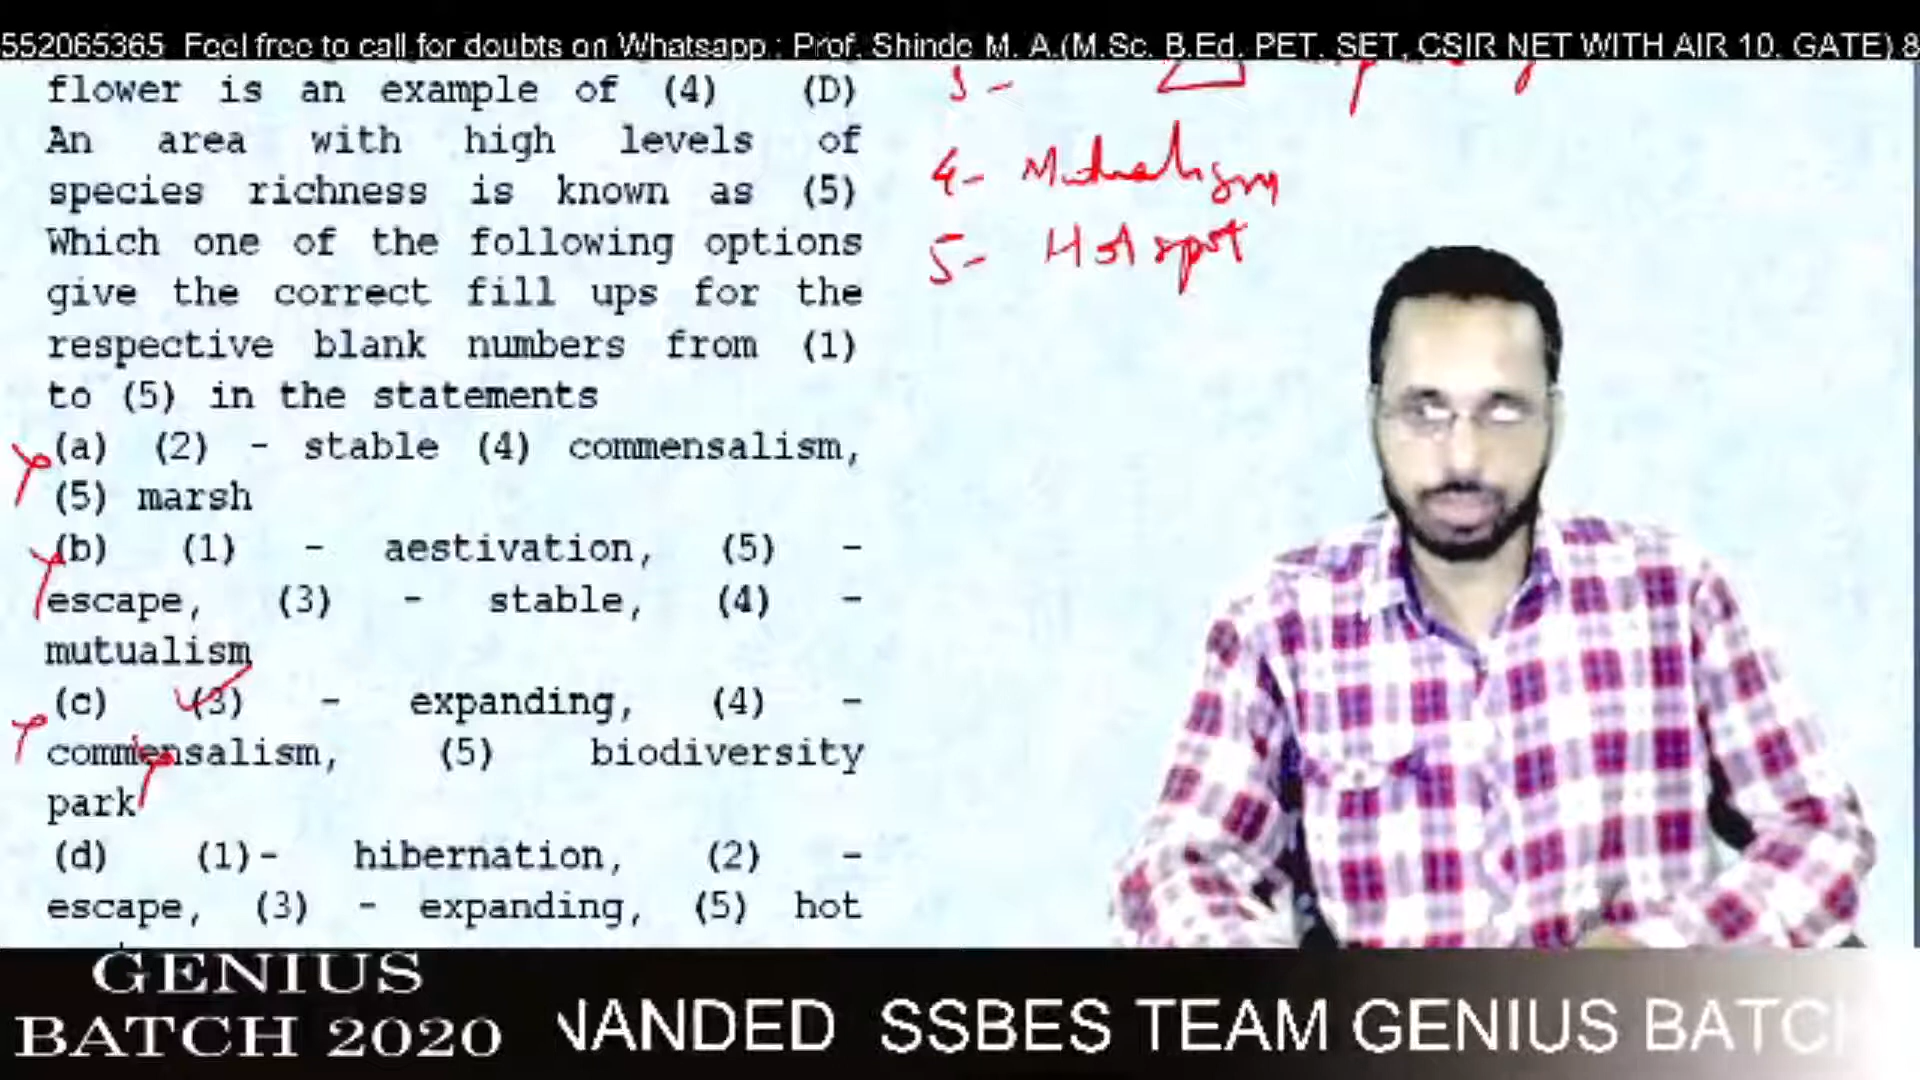 552065365 Feel free to call for doubts on Whatsapp : Prof. Shinde M. A.(M.Sc. B.Ed. PET. SET, CSIR NET WITH AIR 10. GATE) 8
flower is an example of (4) (D)
An area with high levels of
species richness is known as (5)
Which one of the following options
give the correct fill ups for the
respective blank numbers from (1)
to (5) in the statements
(a) (2) - stable (4) commensalism,
(5) marsh
(b) (1) - aestivation, (5) -
escape, (3) - stable, (4) -
mutualism
(c) (3) - expanding, (4) -
commensalism, (5) biodiversity
park
(d) (1)- hibernation, (2) -
escape, (3) - expanding, (5) hot
3 -
4- Mutualism
5- Hotspot
GENIUS
BATCH 2020
NANDED SSBES TEAM GENIUS BATC